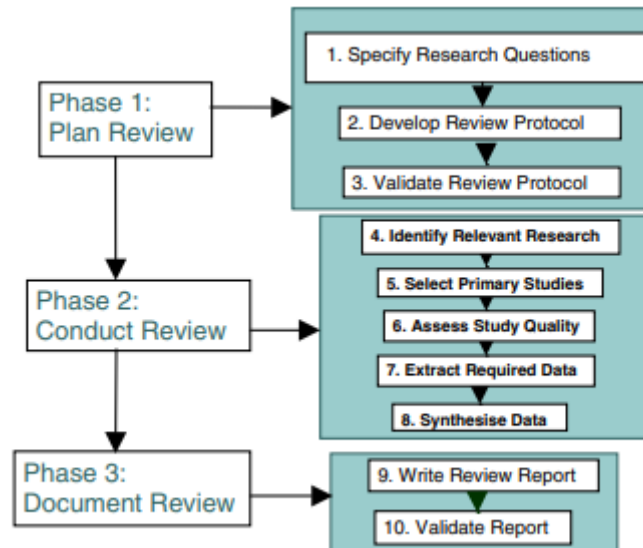 Phase 1:
Plan Review
1. Specify Research Questions
2. Develop Review Protocol
3. Validate Review Protocol
Phase 2:
Conduct Review
4. Identify Relevant Research
5. Select Primary Studies
6. Assess Study Quality
7. Extract Required Data
8. Synthesise Data
Phase 3:
Document Review
9. Write Review Report
10. Validate Report